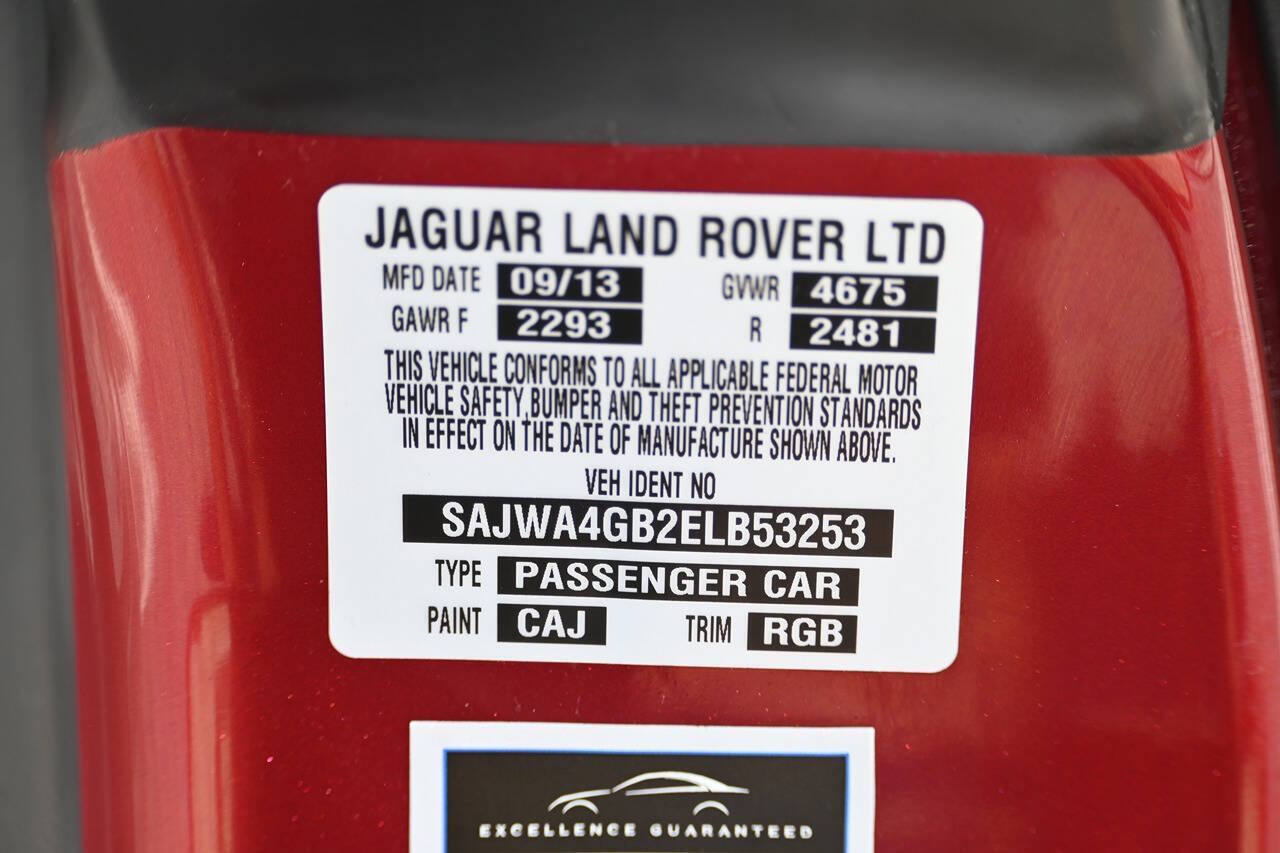 JAGUAR LAND ROVER LTD
MFD DATE 09/13 GVWR 4675
GAWR F 2293 R 2481
THIS VEHICLE CONFORMS TO ALL APPLICABLE FEDERAL MOTOR
VEHICLE SAFETY, BUMPER AND THEFT PREVENTION STANDARDS
IN EFFECT ON THE DATE OF MANUFACTURE SHOWN ABOVE.
VEH IDENT NO
SAJWA4GB2ELB53253
TYPE PASSENGER CAR
PAINT CAJ TRIM RGB
EXCELLENCE GUARANTEED